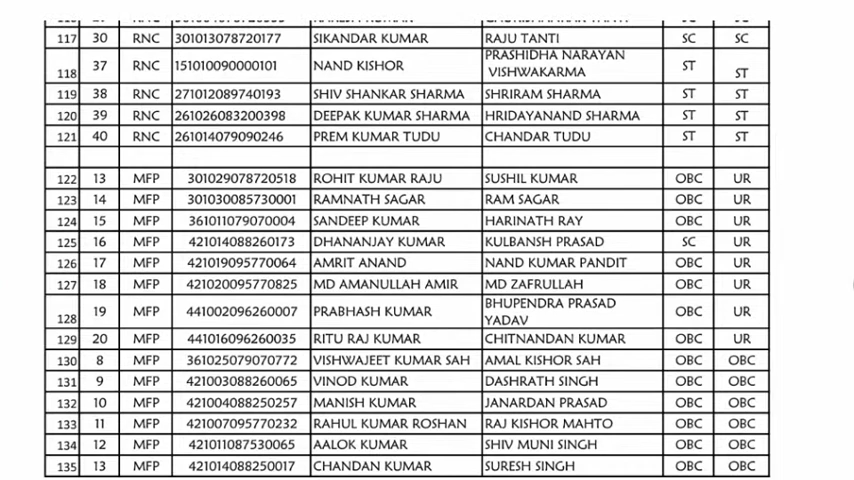 117 30 RNC 301013078720177 SIKANDAR KUMAR RAJU TANTI SC SC
118 37 RNC 151010090000101 NAND KISHOR PRASHIDHA NARAYAN VISHWAKARMA ST ST
119 38 RNC 271012089740193 SHIV SHANKAR SHARMA SHRIRAM SHARMA ST ST
120 39 RNC 261026083200398 DEEPAK KUMAR SHARMA HRIDAYANAND SHARMA ST ST
121 40 RNC 261014079090246 PREM KUMAR TUDU CHANDAR TUDU ST ST
122 13 MFP 301029078720518 ROHIT KUMAR RAJU SUSHIL KUMAR OBC UR
123 14 MFP 301030085730001 RAMNATH SAGAR RAM SAGAR OBC UR
124 15 MFP 361011079070004 SANDEEP KUMAR HARINATH RAY OBC UR
125 16 MFP 421014088260173 DHANANJAY KUMAR KULBANSH PRASAD SC UR
126 17 MFP 421019095770064 AMRIT ANAND NAND KUMAR PANDIT OBC UR
127 18 MFP 421020095770825 MD AMANULLAH AMIR MD ZAFRULLAH OBC UR
128 19 MFP 441002096260007 PRABHASH KUMAR BHUPENDRA PRASAD YADAV OBC UR
129 20 MFP 441016096260035 RITU RAJ KUMAR CHITNANDAN KUMAR OBC UR
130 8 MFP 361025079070772 VISHWAJEET KUMAR SAH AMAL KISHOR SAH OBC OBC
131 9 MFP 421003088260065 VINOD KUMAR DASHRATH SINGH OBC OBC
132 10 MFP 421004088250257 MANISH KUMAR JANARDAN PRASAD OBC OBC
133 11 MFP 421007095770232 RAHUL KUMAR ROSHAN RAJ KISHOR MAHTO OBC OBC
134 12 MFP 421011087530065 AALOK KUMAR SHIV MUNI SINGH OBC OBC
135 13 MFP 421014088250017 CHANDAN KUMAR SURESH SINGH OBC OBC